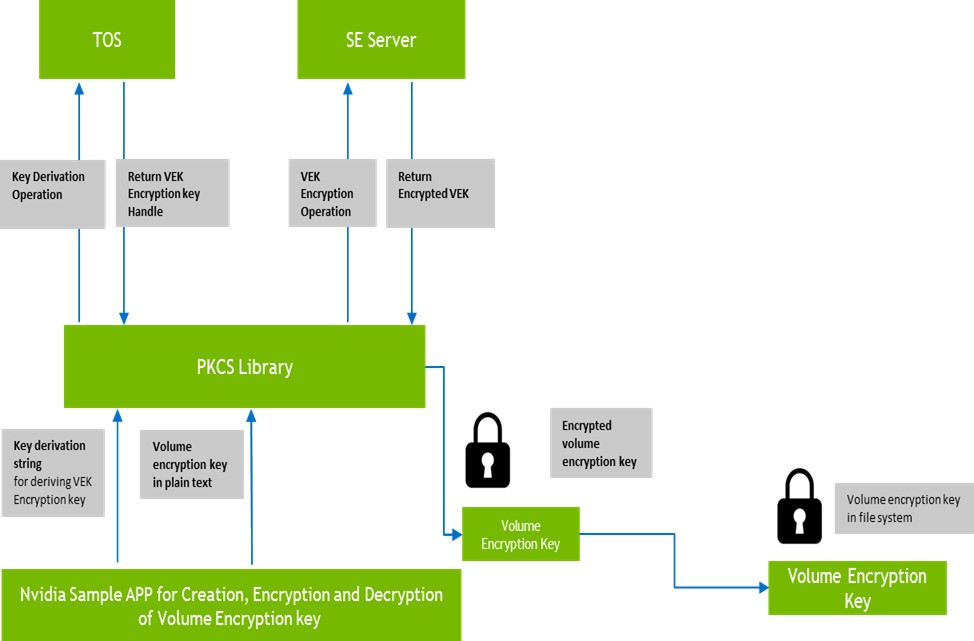 TOS
SE Server
Key Derivation
Operation
Return VEK
Encryption key
Handle
VEK
Encryption
Operation
Return
Encrypted VEK
PKCS Library
Key derivation
string
for deriving VEK
Encryption key
Volume
encryption key
in plain text
Encrypted
volume
encryption key
Volume
Encryption Key
Volume encryption key
in file system
Volume Encryption
Key
Nvidia Sample APP for Creation, Encryption and Decryption
of Volume Encryption key